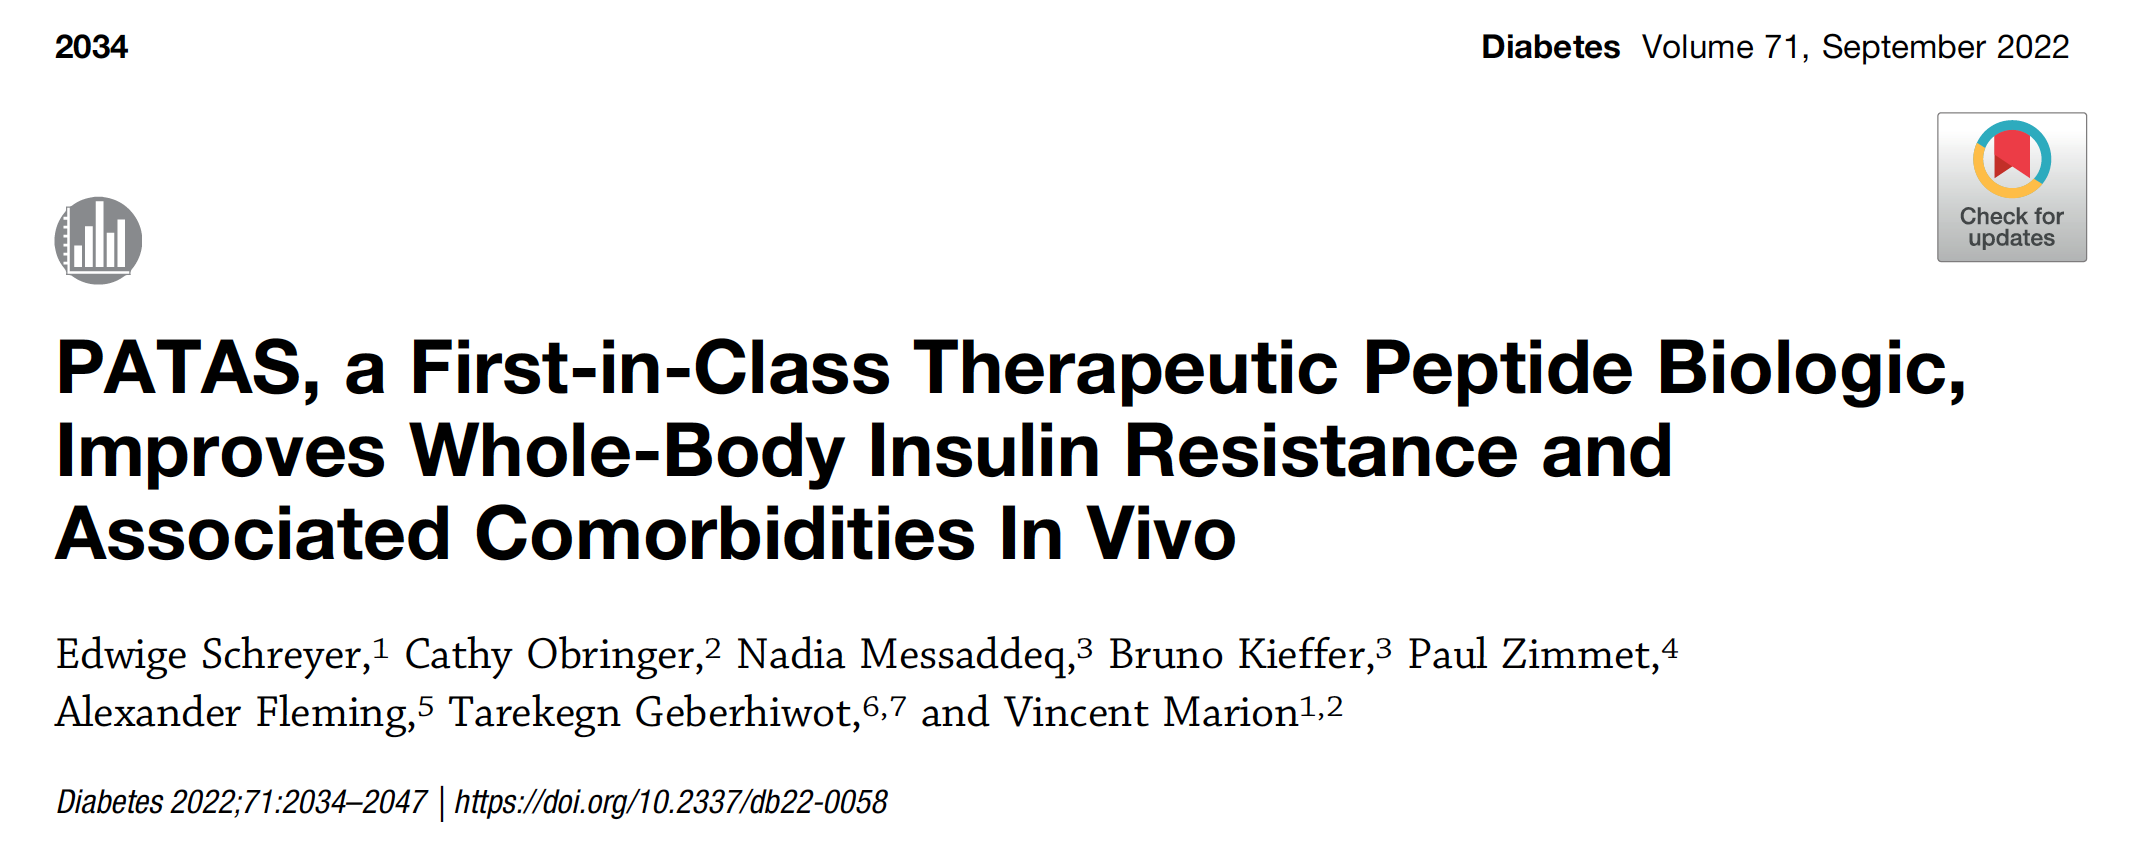 2034
Diabetes Volume 71, September 2022
Check for
updates
PATAS, a First-in-Class Therapeutic Peptide Biologic,
Improves Whole-Body Insulin Resistance and
Associated Comorbidities In Vivo
Edwige Schreyer,1 Cathy Obringer,2 Nadia Messaddeq,3 Bruno Kieffer,3 Paul Zimmet,4
Alexander Fleming,5 Tarekegn Geberhiwot,6,7 and Vincent Marion1,2
Diabetes 2022;71:2034–2047 | https://doi.org/10.2337/db22-0058